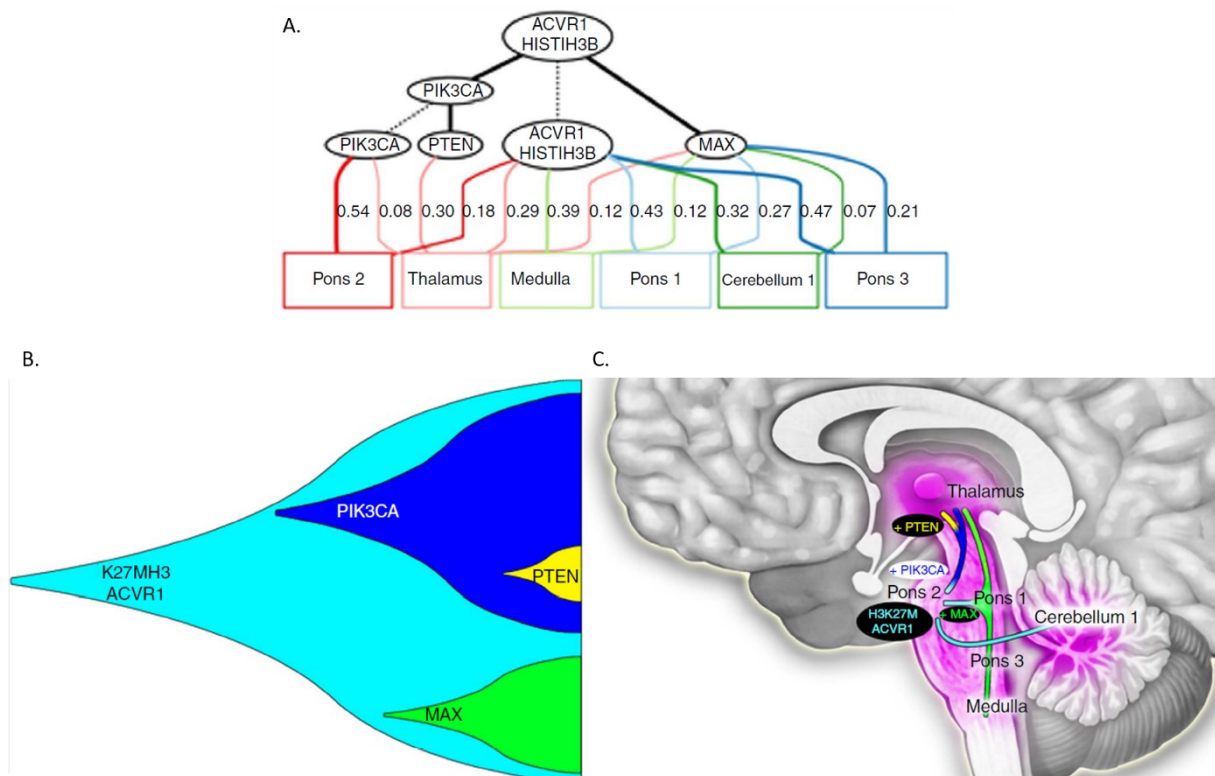 A.
ACVR1
HISTIH3B
PIK3CA
PIK3CA
PTEN
ACVR1
HISTIH3B
MAX
0.54 0.08 0.30 0.18 0.29 0.39 0.12 0.43 0.12 0.32 0.27 0.47 0.07 0.21
Pons 2 Thalamus Medulla Pons 1 Cerebellum 1 Pons 3
B.
PIK3CA
K27MH3
ACVR1
PTEN
MAX
C.
Thalamus
+ PTEN
+ PIK3CA
Pons 2
Pons 1
H3K27M
ACVR1
+ MAX
Cerebellum 1
Pons 3
Medulla